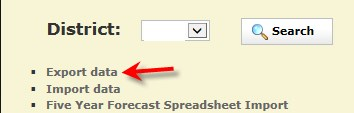 District: Search
Export data
Import data
Five Year Forecast Spreadsheet Import